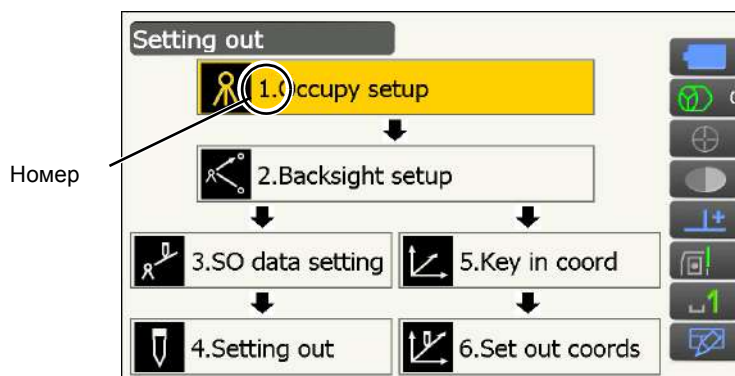 Setting out
1.Occupy setup
Номер
2.Backsight setup
3.SO data setting
5.Key in coord
4.Setting out
6.Set out coords
1